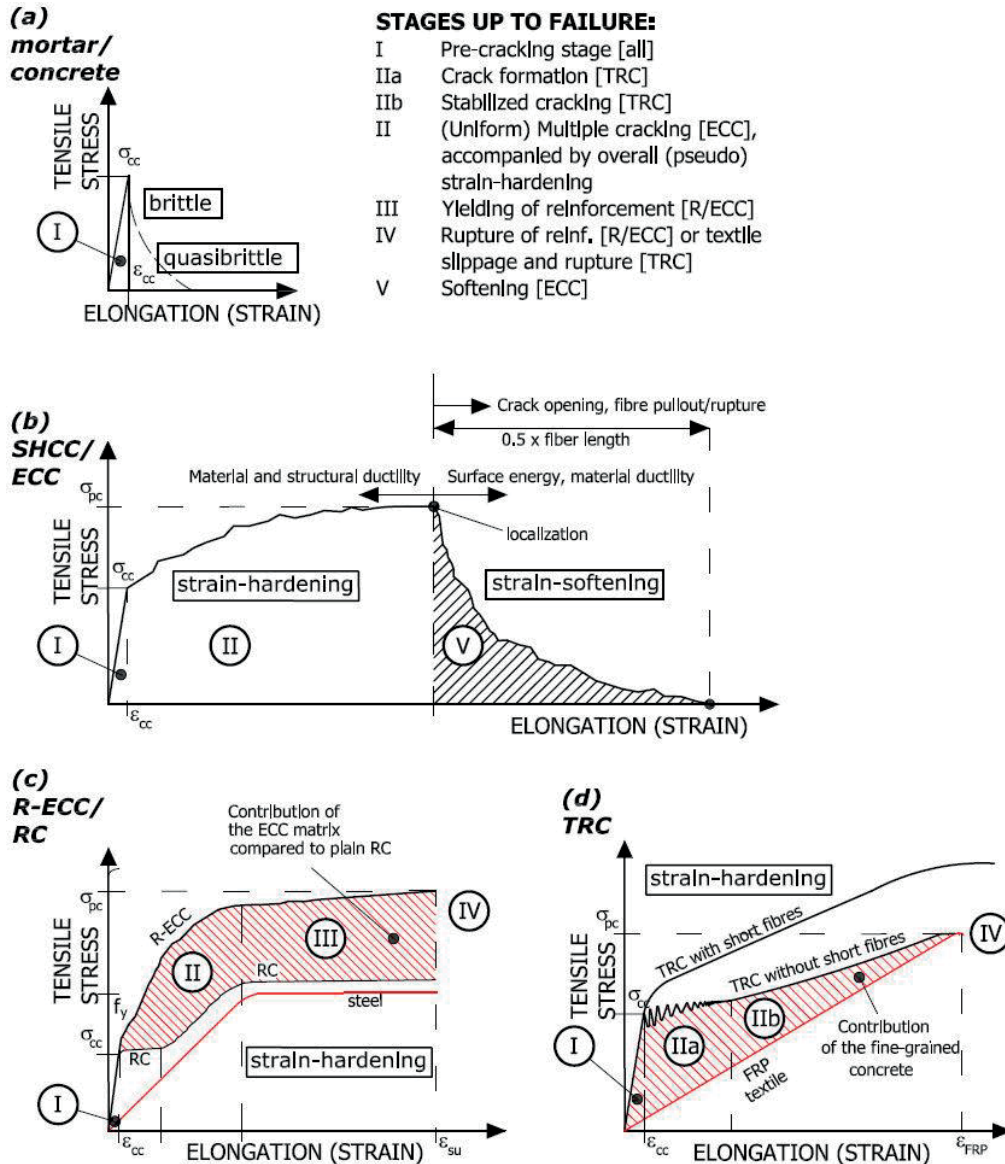 (a)
mortar/
concrete
TENSILE
STRESS
σcc
brittle
I
quasibrittle
εcc
ELONGATION (STRAIN)
STAGES UP TO FAILURE:
I Pre-cracking stage [all]
IIa Crack formation [TRC]
IIb Stabilized cracking [TRC]
II (Uniform) Multiple cracking [ECC],
accompanied by overall (pseudo)
strain-hardening
III Yielding of reinforcement [R/ECC]
IV Rupture of reinf. [R/ECC] or textile
slippage and rupture [TRC]
V Softening [ECC]
(b)
SHCC/
ECC
Crack opening, fibre pullout/rupture
0.5 x fiber length
Material and structural ductility
Surface energy, material ductility
σpc
localization
TENSILE
STRESS
σcc
strain-hardening
strain-softening
I
II
V
εcc
ELONGATION (STRAIN)
(c)
R-ECC/
RC
Contribution of
the ECC matrix
compared to plain RC
σpc
R-ECC
IV
III
II
TENSILE
STRESS
RC
fy
steel
σcc
RC
strain-hardening
I
εcc
ELONGATION (STRAIN)
εsu
(d)
TRC
strain-hardening
σpc
TRC with short fibres
IV
TENSILE
STRESS
TRC without short fibres
σcc
IIb
IIa
I
Contribution
of the fine-grained
concrete
FRP
textile
εcc
ELONGATION (STRAIN)
εFRP